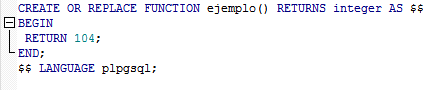 CREATE OR REPLACE FUNCTION ejemplo() RETURNS integer AS $$
BEGIN
RETURN 104;
END;
$$ LANGUAGE plpgsql;